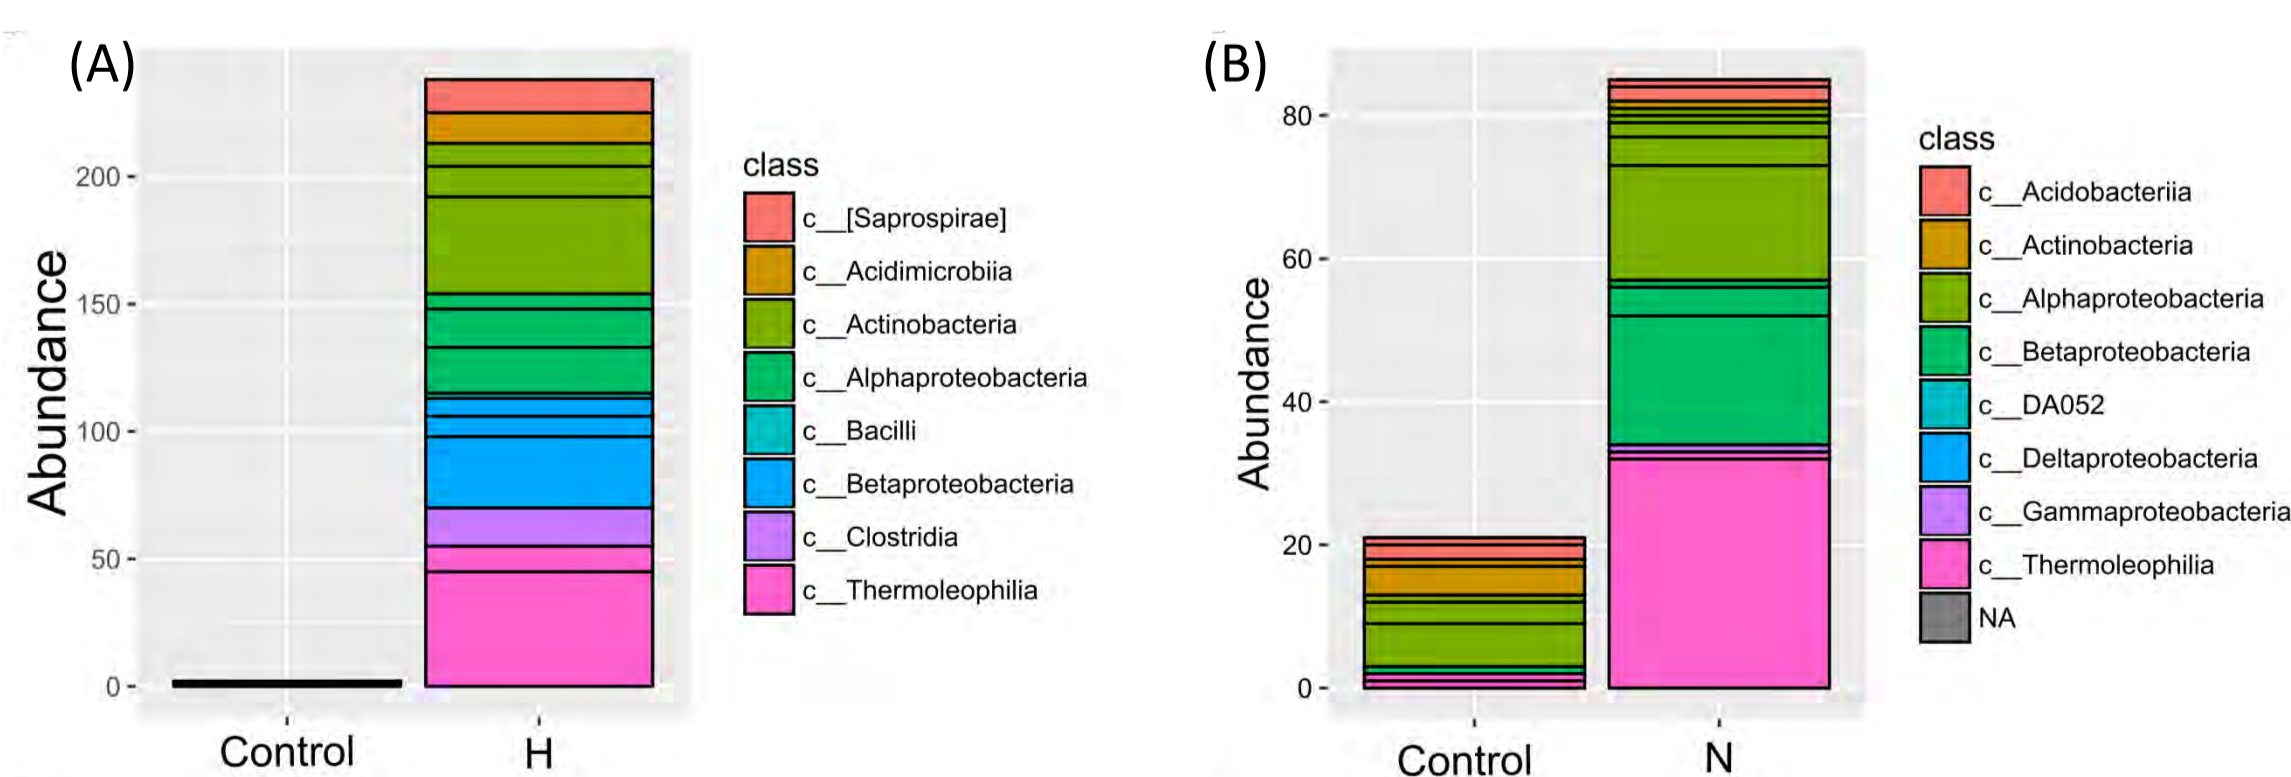 (A)
Abundance
200
150
100
50
0
Control
H
class
c__[Saprospirae]
c__Acidimicrobiia
c__Actinobacteria
c__Alphaproteobacteria
c__Bacilli
c__Betaproteobacteria
c__Clostridia
c__Thermoleophilia
(B)
Abundance
80
60
40
20
0
Control
N
class
c__Acidobacteriia
c__Actinobacteria
c__Alphaproteobacteria
c__Betaproteobacteria
c__DA052
c__Deltaproteobacteria
c__Gammaproteobacteria
c__Thermoleophilia
NA